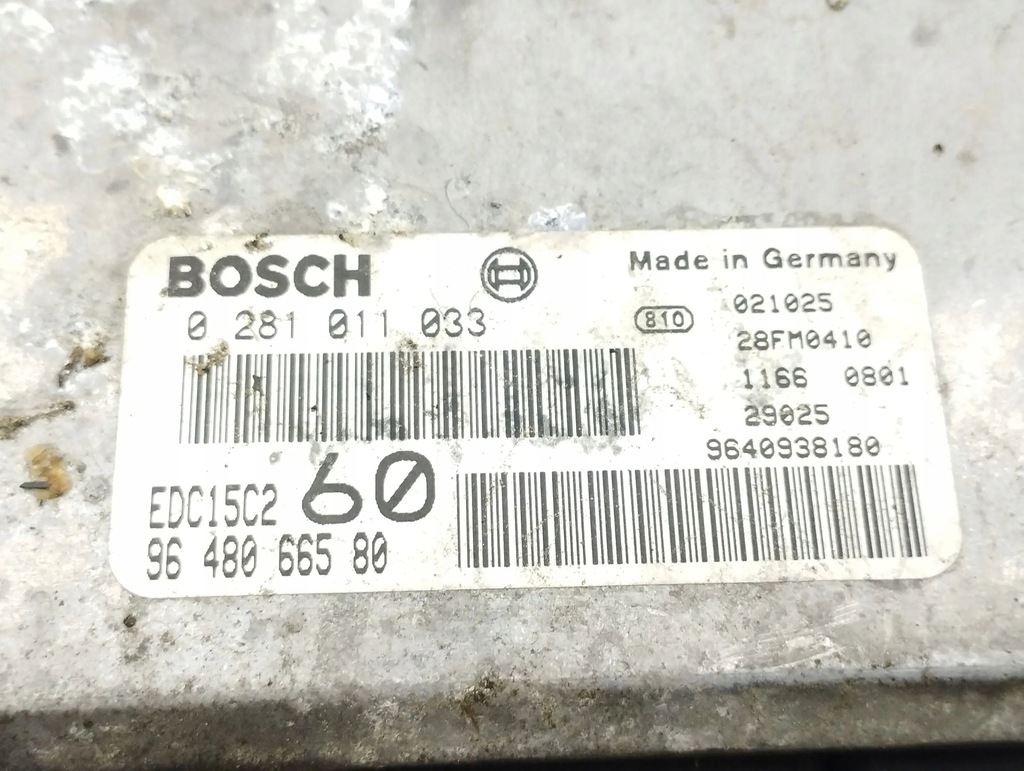 BOSCH
Made in Germany
0 281 011 033
810
021025
28FM0410
1166 0801
29025
9640938180
EDC15C2 60
96 480 665 80